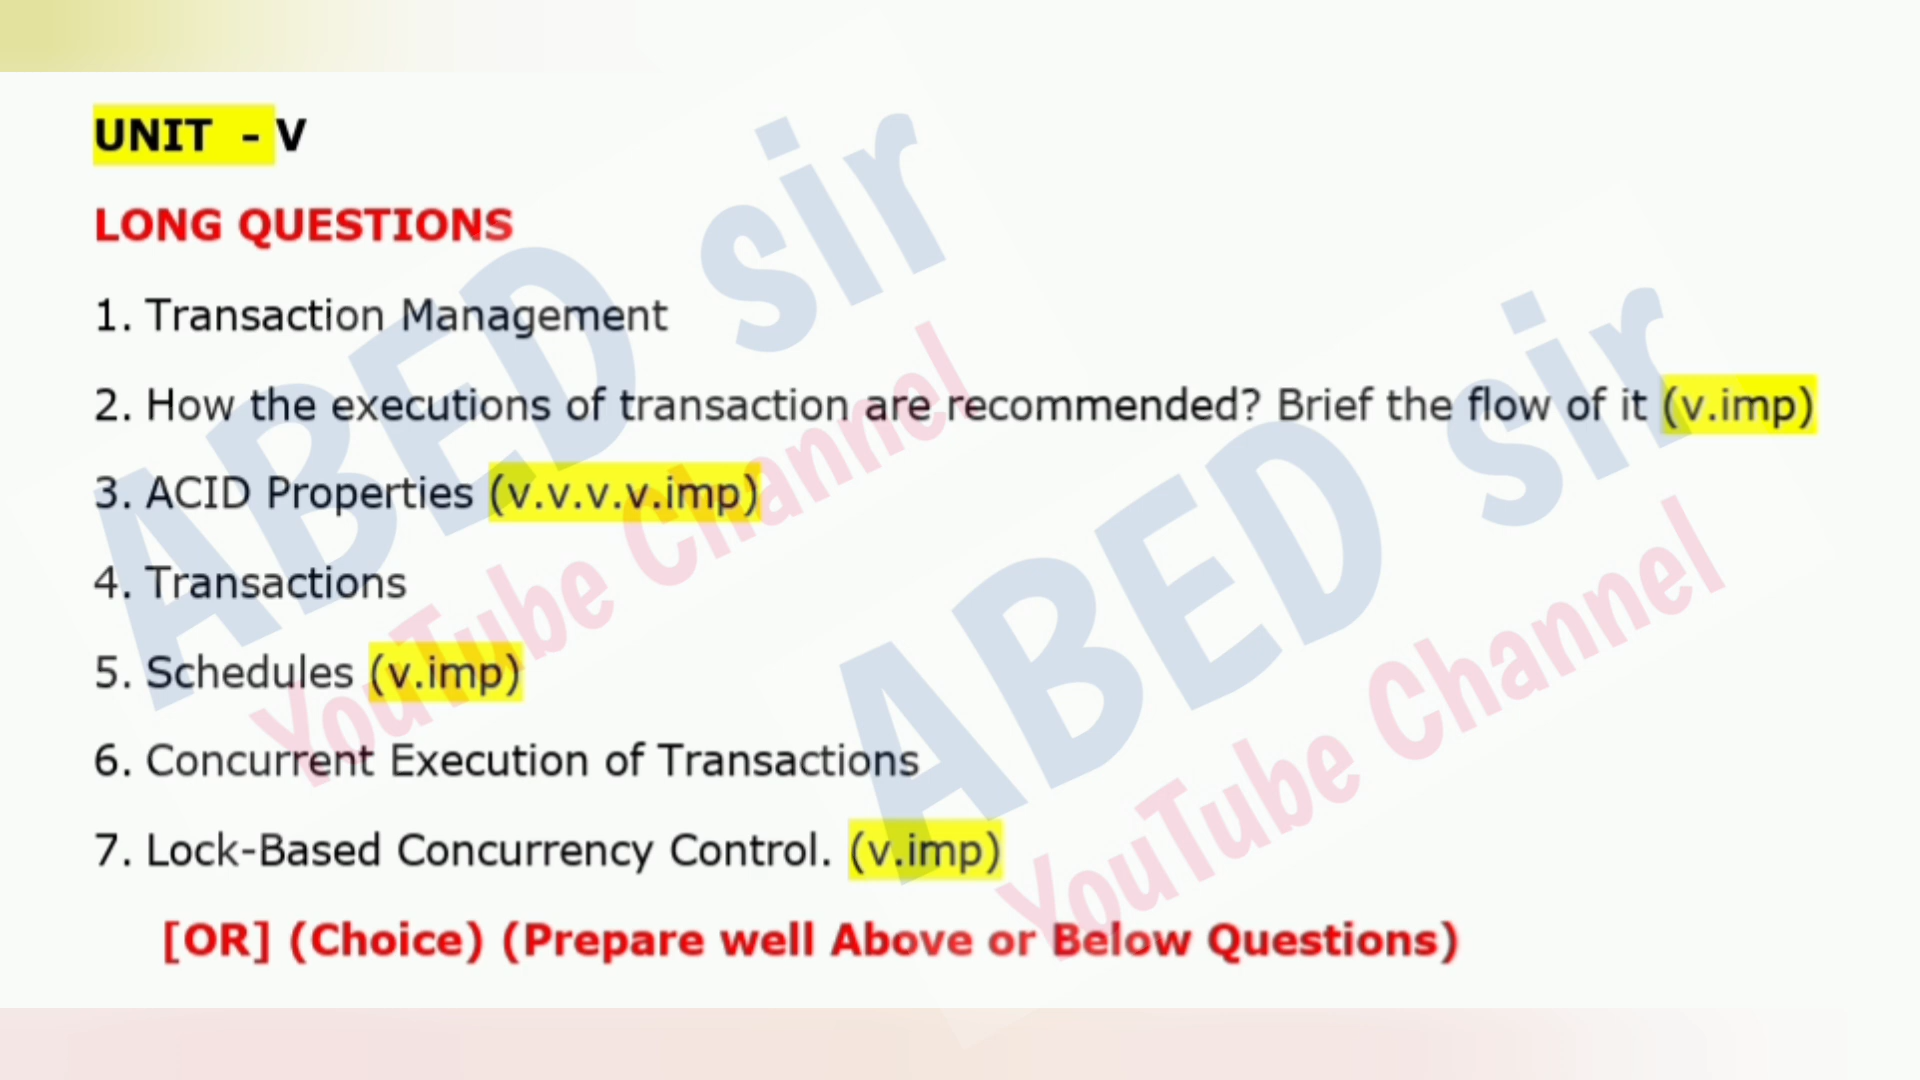 UNIT - V
LONG QUESTIONS
1. Transaction Management
2. How the executions of transaction are recommended? Brief the flow of it (v.imp)
3. ACID Properties (v.v.v.v.imp)
4. Transactions
5. Schedules (v.imp)
6. Concurrent Execution of Transactions
7. Lock-Based Concurrency Control. (v.imp)
[OR] (Choice) (Prepare well Above or Below Questions)
ABED sir
YouTube Channel
ABED sir
YouTube Channel